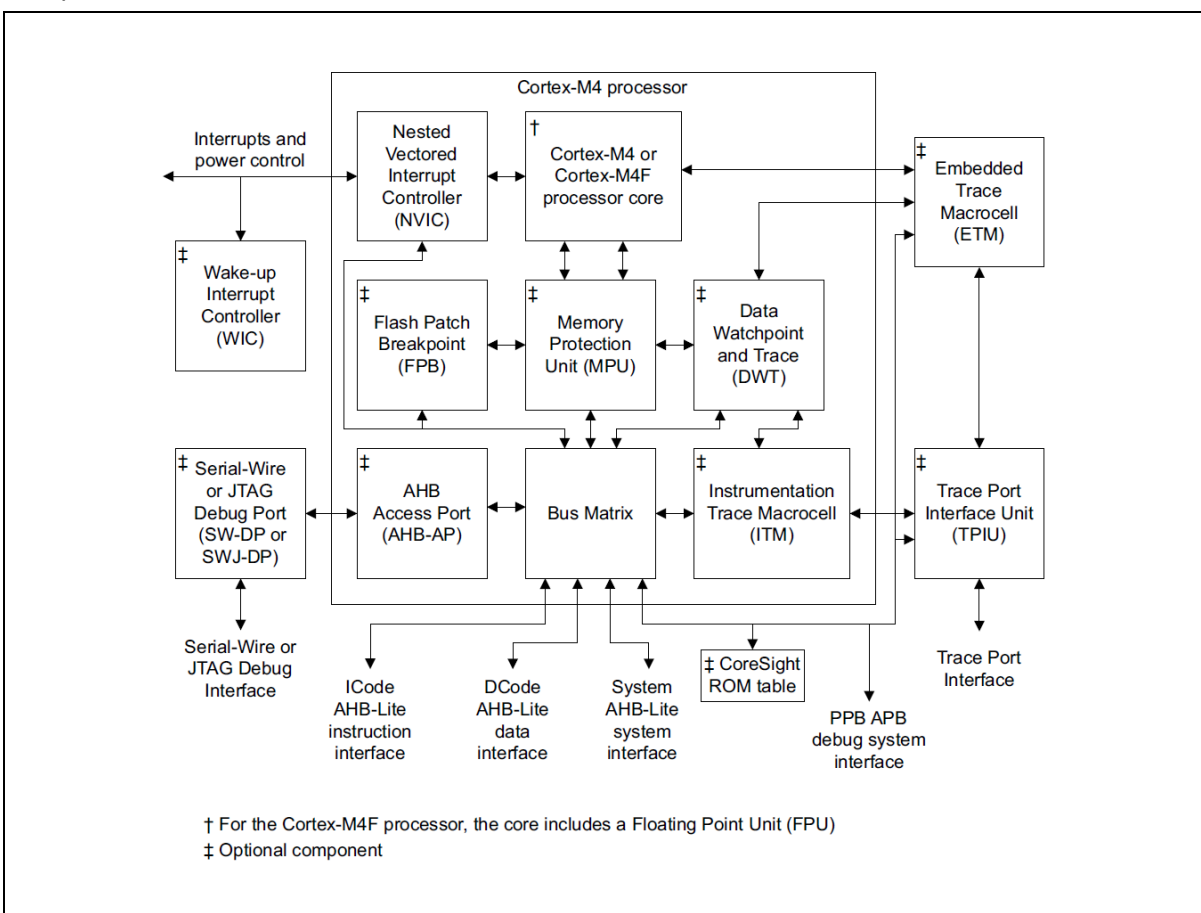 Cortex-M4 processor
Interrupts and
power control
Nested
Vectored
Interrupt
Controller
(NVIC)
†
Cortex-M4 or
Cortex-M4F
processor core
‡
Embedded
Trace
Macrocell
(ETM)
‡
Wake-up
Interrupt
Controller
(WIC)
‡
Flash Patch
Breakpoint
(FPB)
‡
Memory
Protection
Unit (MPU)
‡
Data
Watchpoint
and Trace
(DWT)
‡ Serial-Wire
or JTAG
Debug Port
(SW-DP or
SWJ-DP)
‡
AHB
Access Port
(AHB-AP)
Bus Matrix
‡
Instrumentation
Trace Macrocell
(ITM)
‡
Trace Port
Interface Unit
(TPIU)
Serial-Wire or
JTAG Debug
Interface
ICode
AHB-Lite
instruction
interface
DCode
AHB-Lite
data
interface
System
AHB-Lite
system
interface
‡ CoreSight
ROM table
PPB APB
debug system
interface
Trace Port
Interface
† For the Cortex-M4F processor, the core includes a Floating Point Unit (FPU)
‡ Optional component